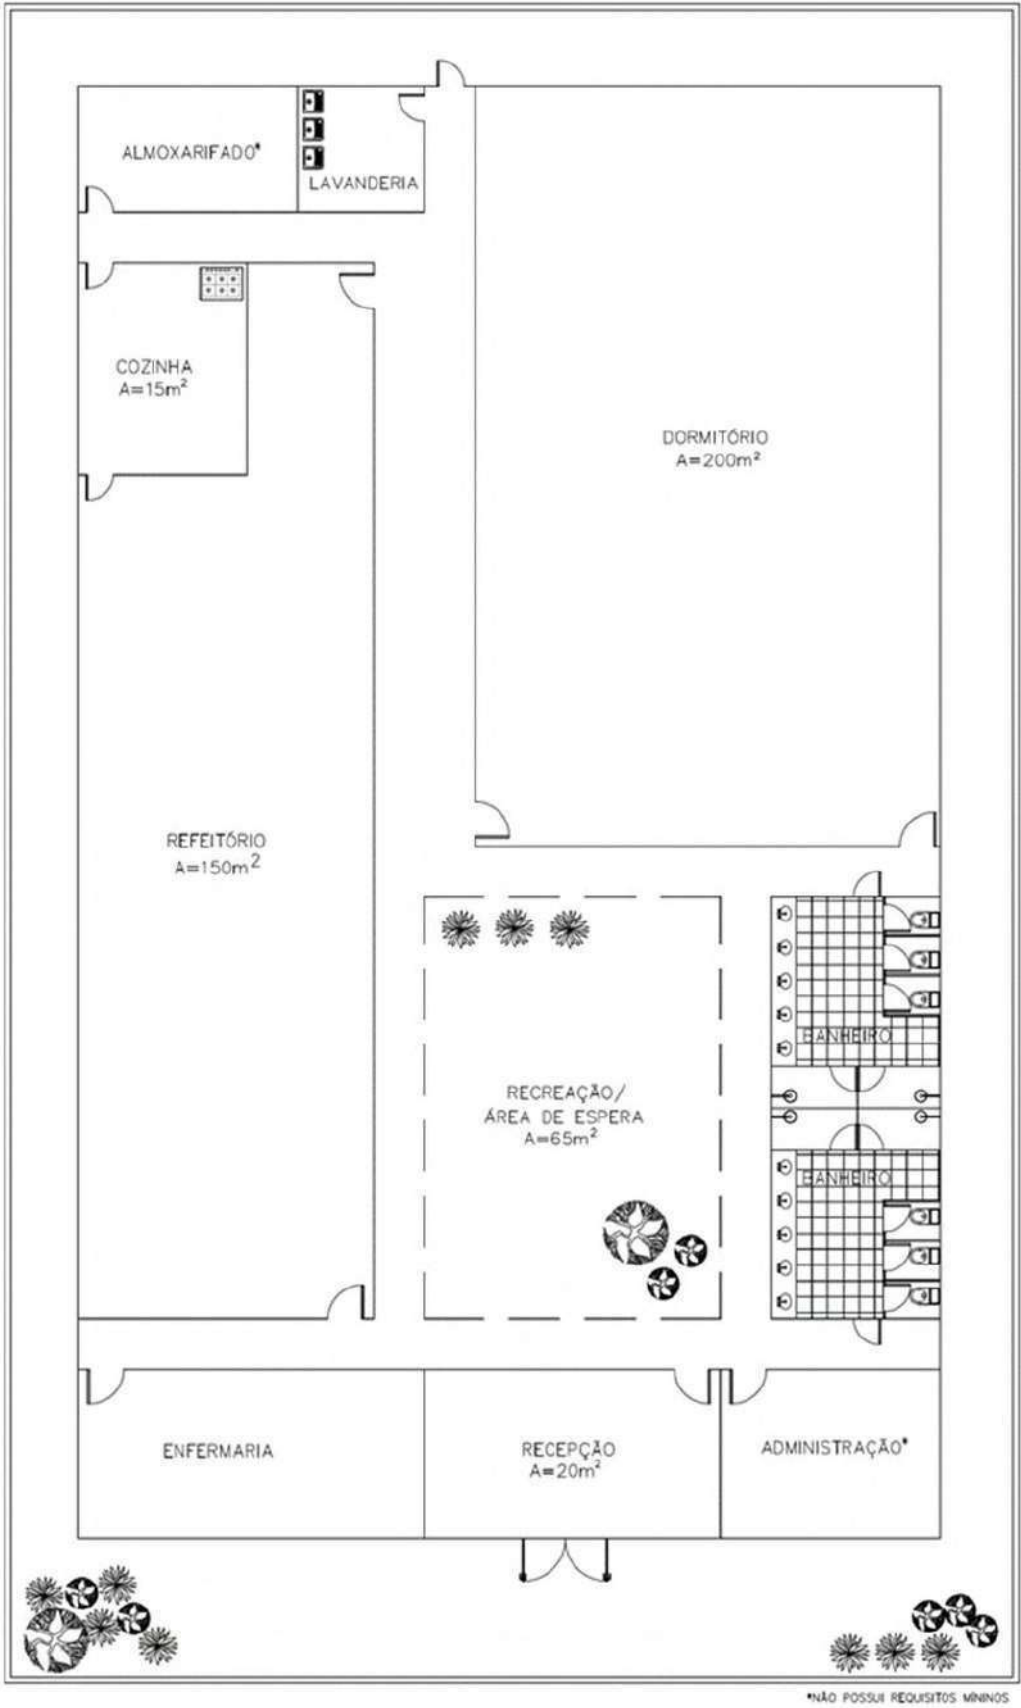 ALMOXARIFADO*
LAVANDERIA
COZINHA
A=15m²
DORMITÓRIO
A=200m²
REFEITÓRIO
A=150m²
BANHEIRO
RECREAÇÃO/
ÁREA DE ESPERA
A=65m²
BANHEIRO
ENFERMARIA
RECEPÇÃO
A=20m²
ADMINISTRAÇÃO*
*NÃO POSSUI REQUISITOS MÍNINOS